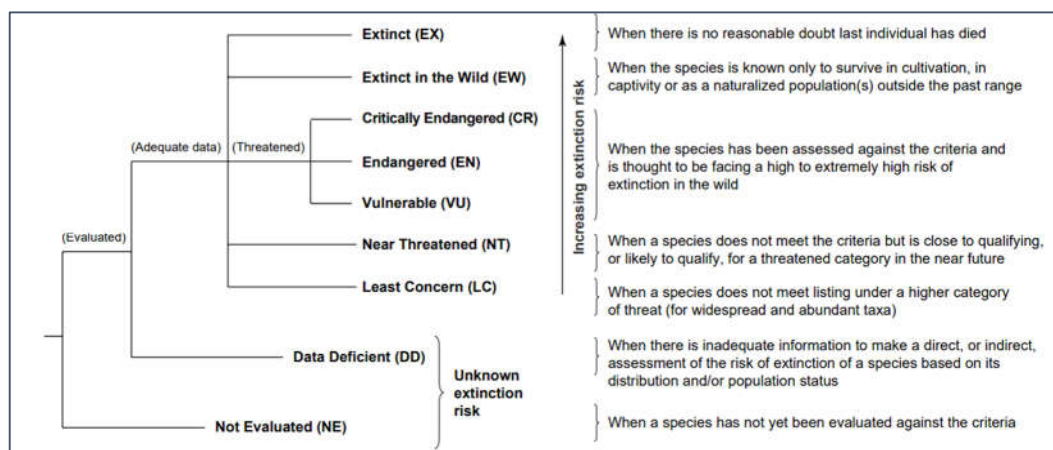 Extinct (EX)
When there is no reasonable doubt last individual has died
Extinct in the Wild (EW)
When the species is known only to survive in cultivation, in
captivity or as a naturalized population(s) outside the past range
Critically Endangered (CR)
(Adequate data)
(Threatened)
Endangered (EN)
When the species has been assessed against the criteria and
is thought to be facing a high to extremely high risk of
extinction in the wild
Vulnerable (VU)
Increasing extinction risk
(Evaluated)
Near Threatened (NT)
When a species does not meet the criteria but is close to qualifying,
or likely to qualify, for a threatened category in the near future
Least Concern (LC)
When a species does not meet listing under a higher category
of threat (for widespread and abundant taxa)
Data Deficient (DD)
When there is inadequate information to make a direct, or indirect,
assessment of the risk of extinction of a species based on its
distribution and/or population status
Unknown
extinction
risk
Not Evaluated (NE)
When a species has not yet been evaluated against the criteria